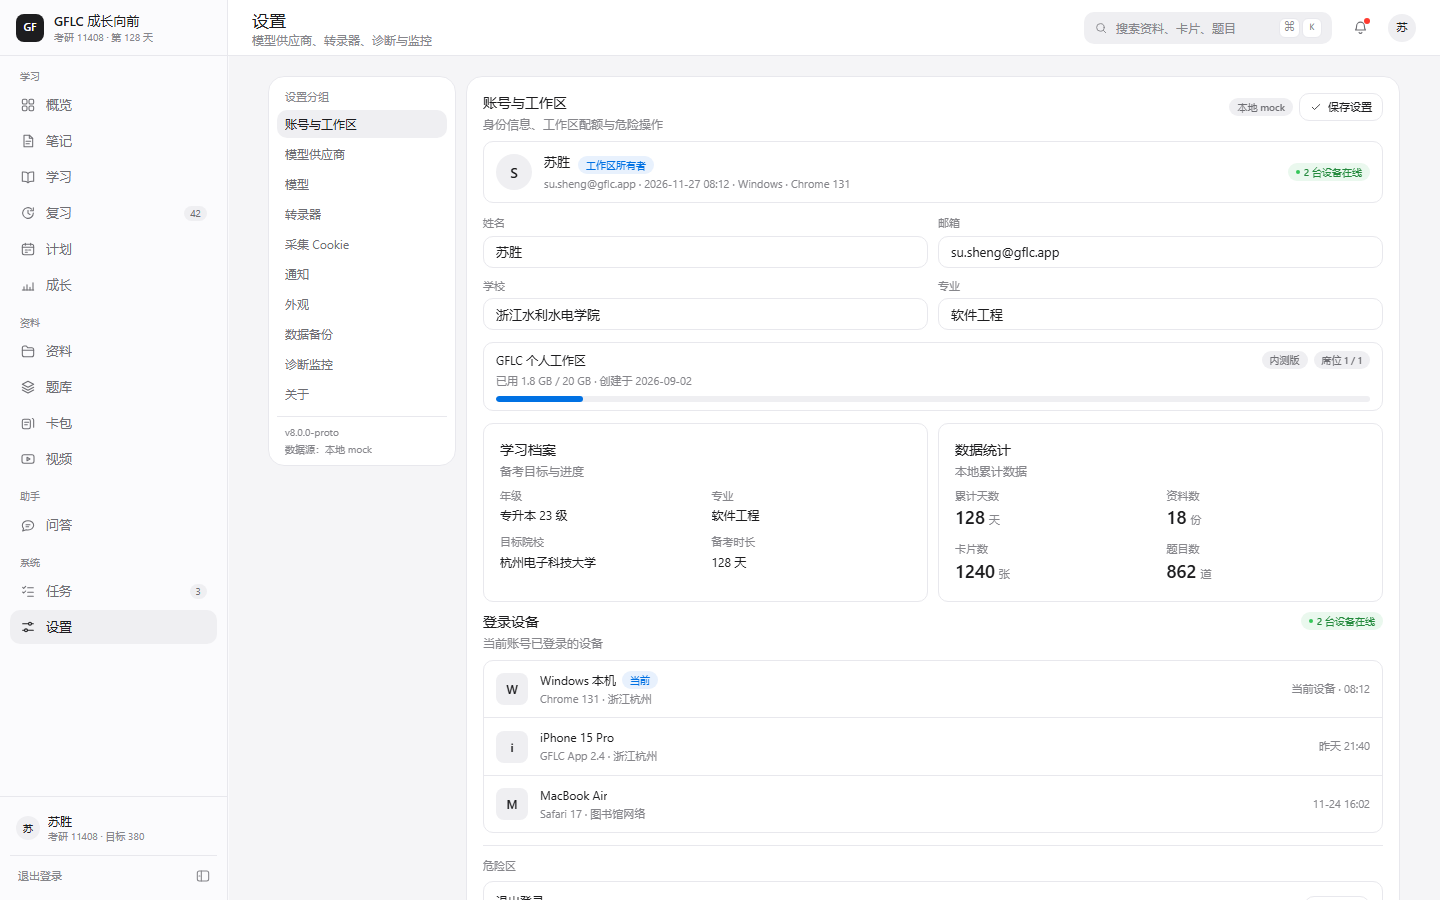 GF
GFLC 成长向前
考研 11408 · 第 128 天
学习
概览
笔记
学习
复习
42
计划
成长
资料
资料
题库
卡包
视频
助手
问答
系统
任务
3
设置
苏
苏胜
考研 11408 · 目标 380
退出登录
设置
模型供应商、转录器、诊断与监控
搜索资料、卡片、题目
⌘
K
苏
设置分组
账号与工作区
模型供应商
模型
转录器
采集 Cookie
通知
外观
数据备份
诊断监控
关于
v8.0.0-proto
数据源：本地 mock
账号与工作区
身份信息、工作区配额与危险操作
本地 mock
保存设置
S
苏胜
工作区所有者
su.sheng@gflc.app · 2026-11-27 08:12 · Windows · Chrome 131
2 台设备在线
姓名
苏胜
邮箱
su.sheng@gflc.app
学校
浙江水利水电学院
专业
软件工程
GFLC 个人工作区
已用 1.8 GB / 20 GB · 创建于 2026-09-02
内测版
席位 1 / 1
学习档案
备考目标与进度
年级
专升本 23 级
专业
软件工程
目标院校
杭州电子科技大学
备考时长
128 天
数据统计
本地累计数据
累计天数
128 天
资料数
18 份
卡片数
1240 张
题目数
862 道
登录设备
当前账号已登录的设备
2 台设备在线
W
Windows 本机
当前
Chrome 131 · 浙江杭州
当前设备 · 08:12
i
iPhone 15 Pro
GFLC App 2.4 · 浙江杭州
昨天 21:40
M
MacBook Air
Safari 17 · 图书馆网络
11-24 16:02
危险区
退出登录